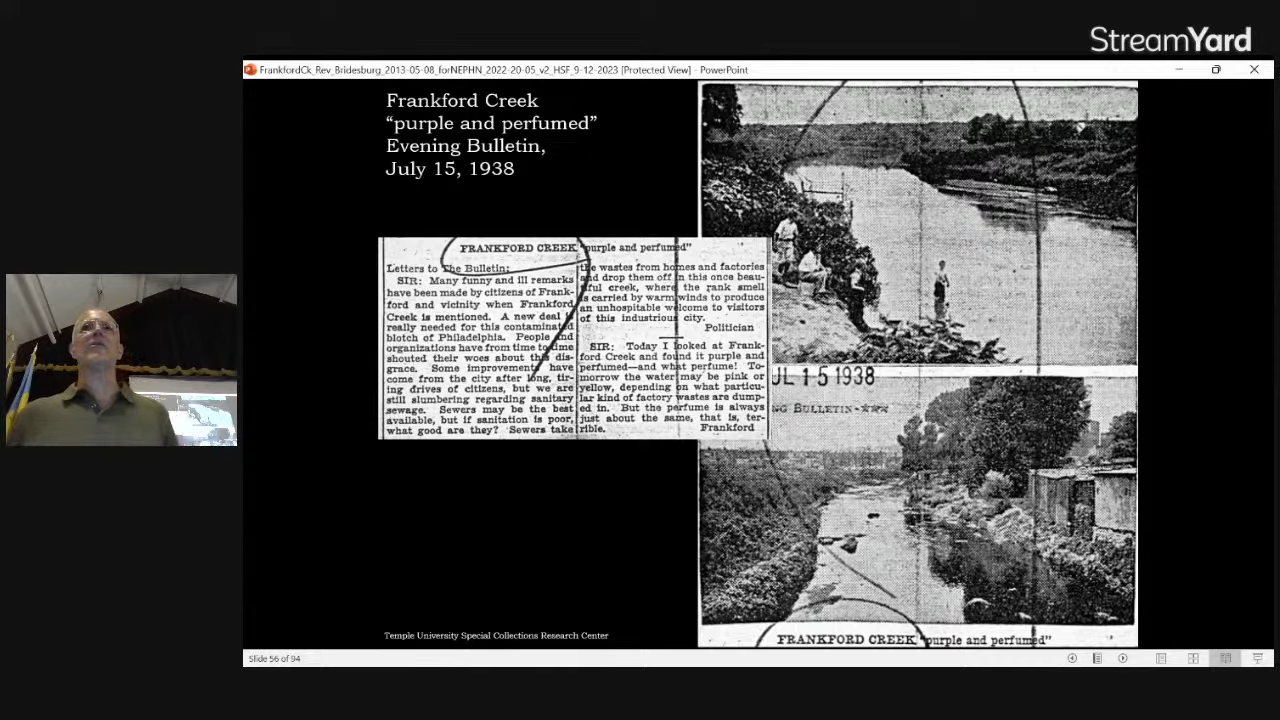 StreamYard
FrankfordCk_Rev_Bridesburg_2013-05-08_forNEPHN_2022-20-05_v2_HSF_9-12-2023 [Protected View] - PowerPoint
Frankford Creek
“purple and perfumed”
Evening Bulletin,
July 15, 1938
FRANKFORD CREEK "purple and perfumed"
Letters to The Bulletin:
SIR: Many funny and ill remarks
have been made by citizens of Frank-
ford and vicinity when Frankford
Creek is mentioned. A new deal is
really needed for this contaminated
blotch of Philadelphia. People and
organizations have from time to time
shouted their woes about this dis-
grace. Some improvements have
come from the city after long, tir-
ing drives of citizens, but we are
still slumbering regarding sanitary
sewage. Sewers may be the best
available, but if sanitation is poor,
what good are they? Sewers take
the wastes from homes and factories
and drop them off in this once beau-
tiful creek, where the rank smell
is carried by warm winds to produce
an unhospitable welcome to visitors
of this industrious city.
Politician
SIR: Today I looked at Frank-
ford Creek and found it purple and
perfumed—and what perfume! To-
morrow the water may be pink or
yellow, depending on what particu-
lar kind of factory wastes are dump-
ed in. But the perfume is always
just about the same, that is, ter-
rible. Frankford
UL 15 1938
NG BULLETIN-★★★
FRANKFORD CREEK "purple and perfumed"
Temple University Special Collections Research Center
Slide 56 of 94